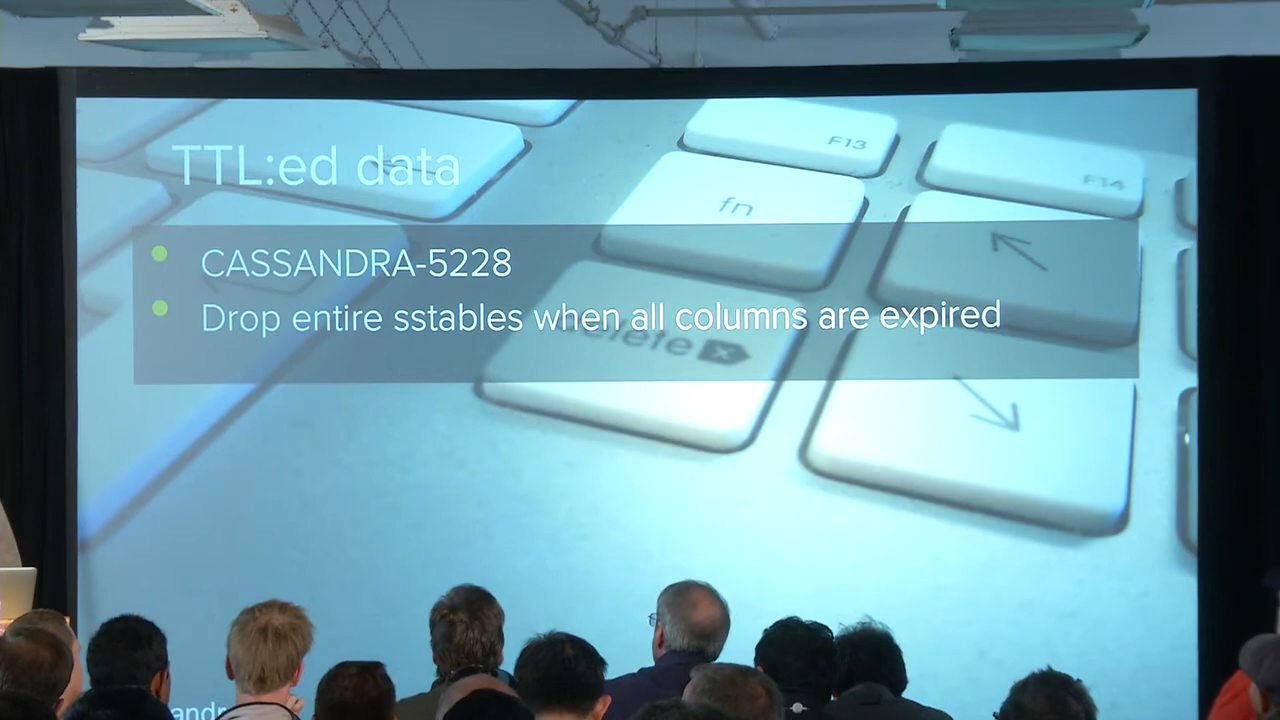 TTL:ed data
CASSANDRA-5228
Drop entire sstables when all columns are expired
F13
F14
fn